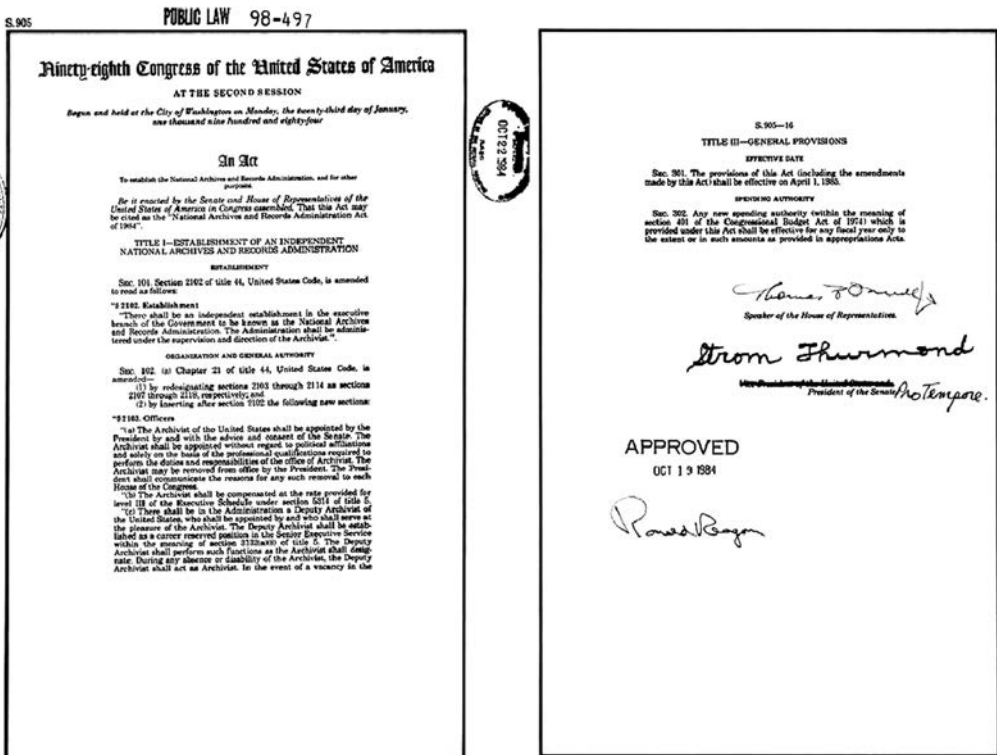 S.905
PUBLIC LAW 98-497
Ninety-eighth Congress of the United States of America
AT THE SECOND SESSION
Begun and held at the City of Washington on Monday, the twenty-third day of January,
one thousand nine hundred and eighty-four
An Act
To establish the National Archives and Records Administration, and for other
purposes.
Be it enacted by the Senate and House of Representatives of the
United States of America in Congress assembled, That this Act may
be cited as the "National Archives and Records Administration Act
of 1984".
TITLE I—ESTABLISHMENT OF AN INDEPENDENT
NATIONAL ARCHIVES AND RECORDS ADMINISTRATION
ESTABLISHMENT
SEC. 101. Section 2102 of title 44, United States Code, is amended
to read as follows:
"§ 2102. Establishment
"There shall be an independent establishment in the executive
branch of the Government to be known as the National Archives
and Records Administration. The Administration shall be adminis-
tered under the supervision and direction of the Archivist.".
ORGANIZATION AND GENERAL AUTHORITY
SEC. 102. (a) Chapter 21 of title 44, United States Code, is
amended—
(1) by redesignating sections 2103 through 2114 as sections
2107 through 2118, respectively; and
(2) by inserting after section 2102 the following new sections:
"§ 2103. Officers
"(a) The Archivist of the United States shall be appointed by the
President by and with the advice and consent of the Senate. The
Archivist shall be appointed without regard to political affiliations
and solely on the basis of the professional qualifications required to
perform the duties and responsibilities of the office of Archivist. The
Archivist may be removed from office by the President. The Presi-
dent shall communicate the reasons for any such removal to each
House of the Congress.
"(b) The Archivist shall be compensated at the rate provided for
level III of the Executive Schedule under section 5314 of title 5.
"(c) There shall be in the Administration a Deputy Archivist of
the United States, who shall be appointed by and who shall serve at
the pleasure of the Archivist. The Deputy Archivist shall be estab-
lished as a career reserved position in the Senior Executive Service
within the meaning of section of title 5. The Deputy
Archivist shall perform such functions as the Archivist shall desig-
nate. During any absence or disability of the Archivist, the Deputy
Archivist shall act as Archivist. In the event of a vacancy in the
OCT 22 1984
S.905—16
TITLE III—GENERAL PROVISIONS
EFFECTIVE DATE
SEC. 301. The provisions of this Act (including the amendments
made by this Act) shall be effective on April 1, 1985.
SPENDING AUTHORITY
SEC. 302. Any new spending authority (within the meaning of
section 401 of the Congressional Budget Act of 1974) which is
provided under this Act shall be effective for any fiscal year only to
the extent or in such amounts as provided in appropriations Acts.
Thomas P. O'Neill Jr
Speaker of the House of Representatives.
Strom Thurmond
Vice President of the United States and
President of the Senate Pro Tempore.
APPROVED
OCT 19 1984
Ronald Reagan